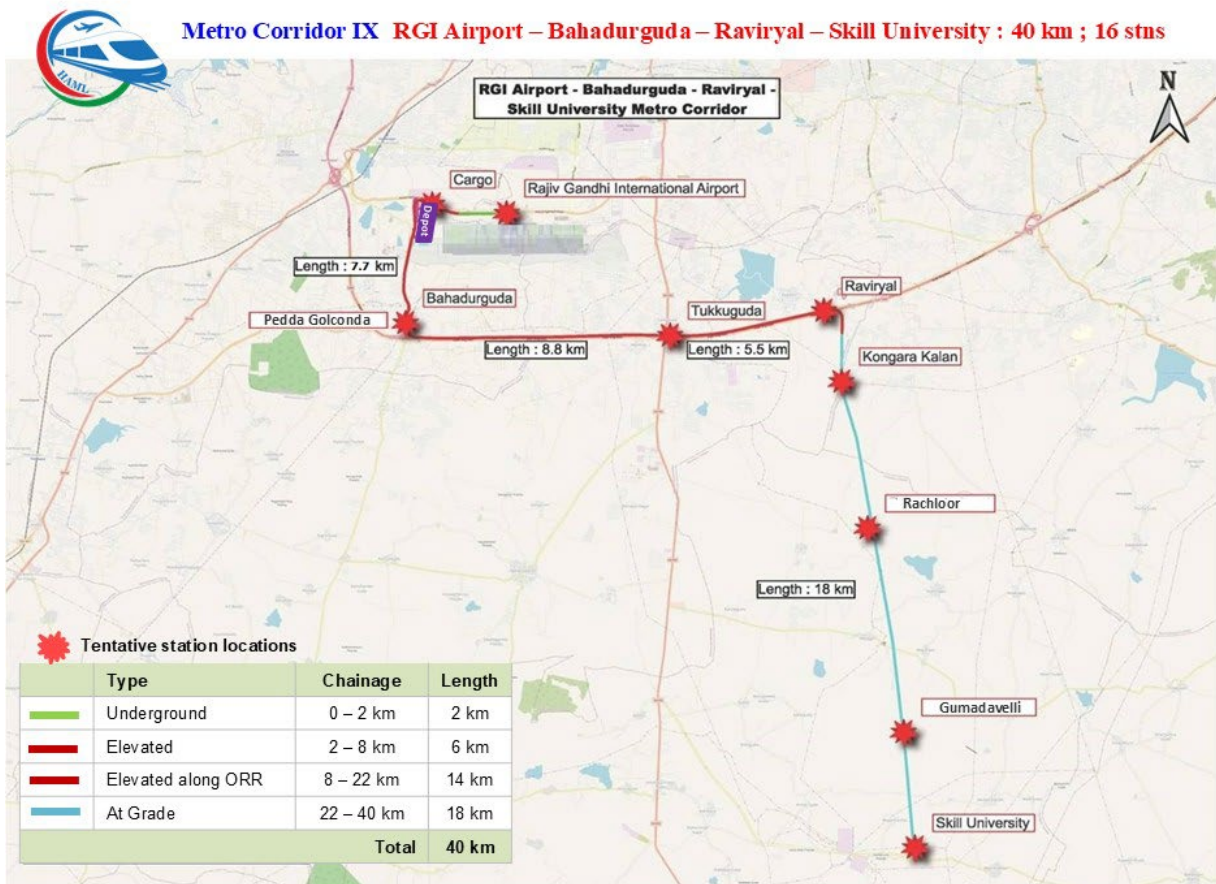 Metro Corridor IX RGI Airport – Bahadurguda – Raviryal – Skill University : 40 km ; 16 stns
HAML
RGI Airport - Bahadurguda - Raviryal -
Skill University Metro Corridor
N
Cargo
Rajiv Gandhi International Airport
Depot
Length : 7.7 km
Bahadurguda
Pedda Golconda
Raviryal
Tukkuguda
Length : 8.8 km
Length : 5.5 km
Kongara Kalan
Rachloor
Length : 18 km
Gumadavelli
Skill University
Tentative station locations
Type Chainage Length
Underground 0 – 2 km 2 km
Elevated 2 – 8 km 6 km
Elevated along ORR 8 – 22 km 14 km
At Grade 22 – 40 km 18 km
Total 40 km